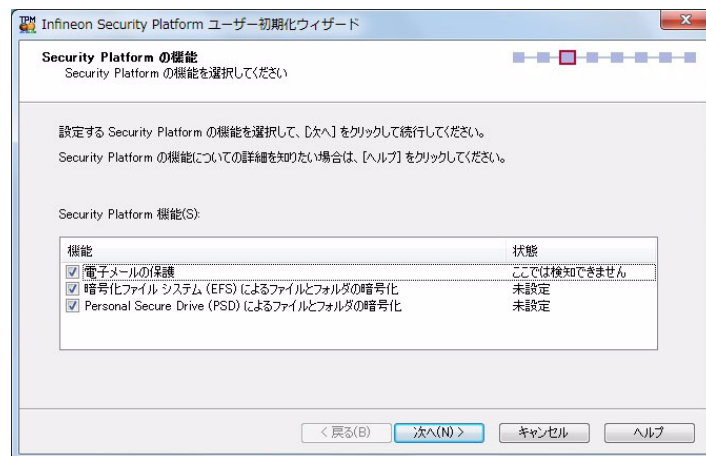 TPM Infineon Security Platform ユーザー初期化ウィザード
Security Platform の機能
Security Platform の機能を選択してください
設定する Security Platform の機能を選択して、[次へ] をクリックして続行してください。
Security Platform の機能についての詳細を知りたい場合は、[ヘルプ] をクリックしてください。
Security Platform 機能(S):
機能 状態
電子メールの保護 ここでは検知できません
暗号化ファイル システム (EFS) によるファイルとフォルダの暗号化 未設定
Personal Secure Drive (PSD) によるファイルとフォルダの暗号化 未設定
< 戻る(B) 次へ(N) > キャンセル ヘルプ